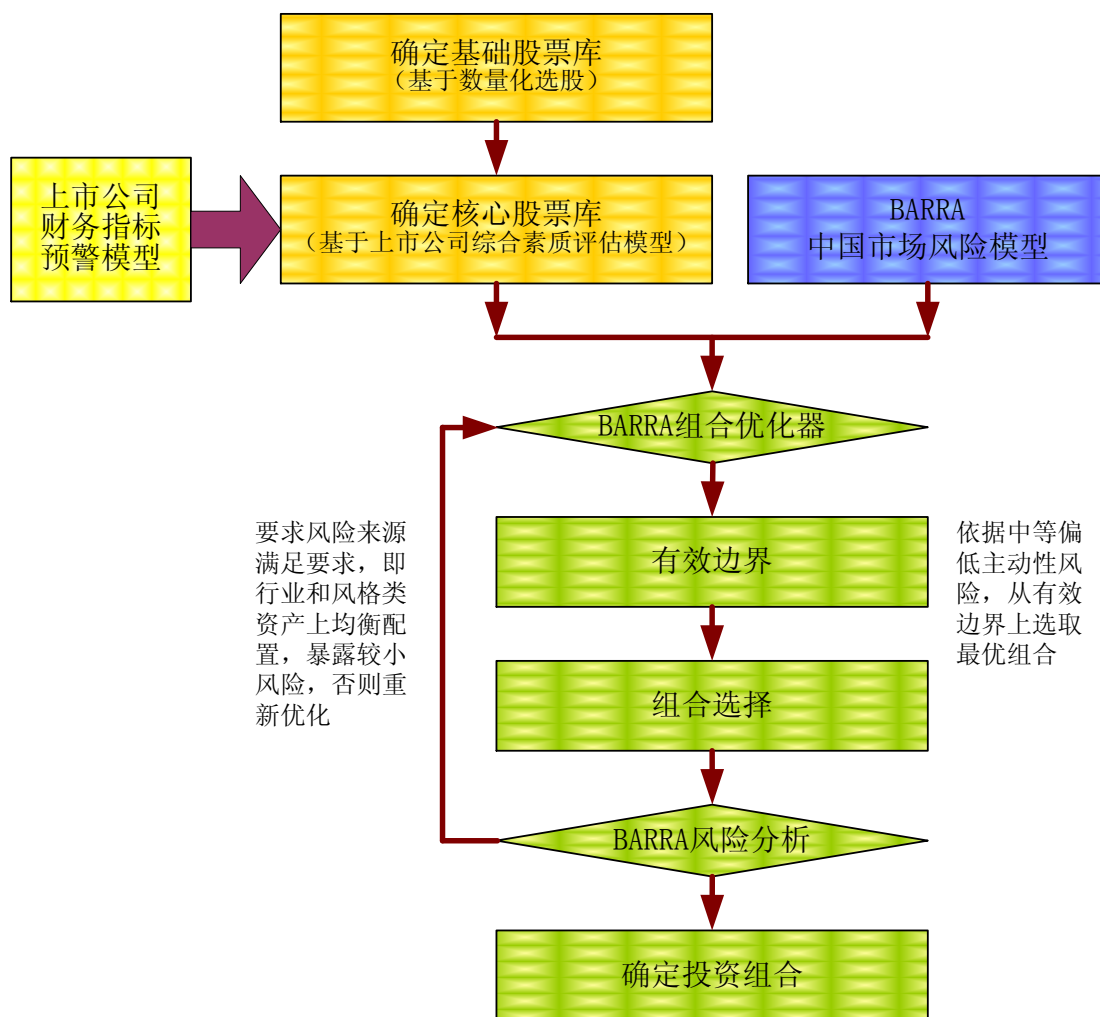 确定基础股票库
（基于数量化选股）
上市公司
财务指标
预警模型
确定核心股票库
（基于上市公司综合素质评估模型）
BARRA
中国市场风险模型
BARRA组合优化器
要求风险来源
满足要求，即
行业和风格类
资产上均衡配
置，暴露较小
风险，否则重
新优化
有效边界
依据中等偏
低主动性风
险，从有效
边界上选取
最优组合
组合选择
BARRA风险分析
确定投资组合